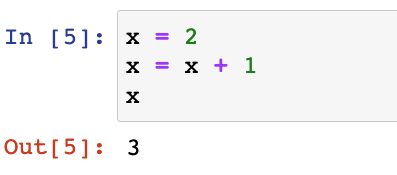 In [5]: x = 2
x = x + 1
x
Out[5]: 3